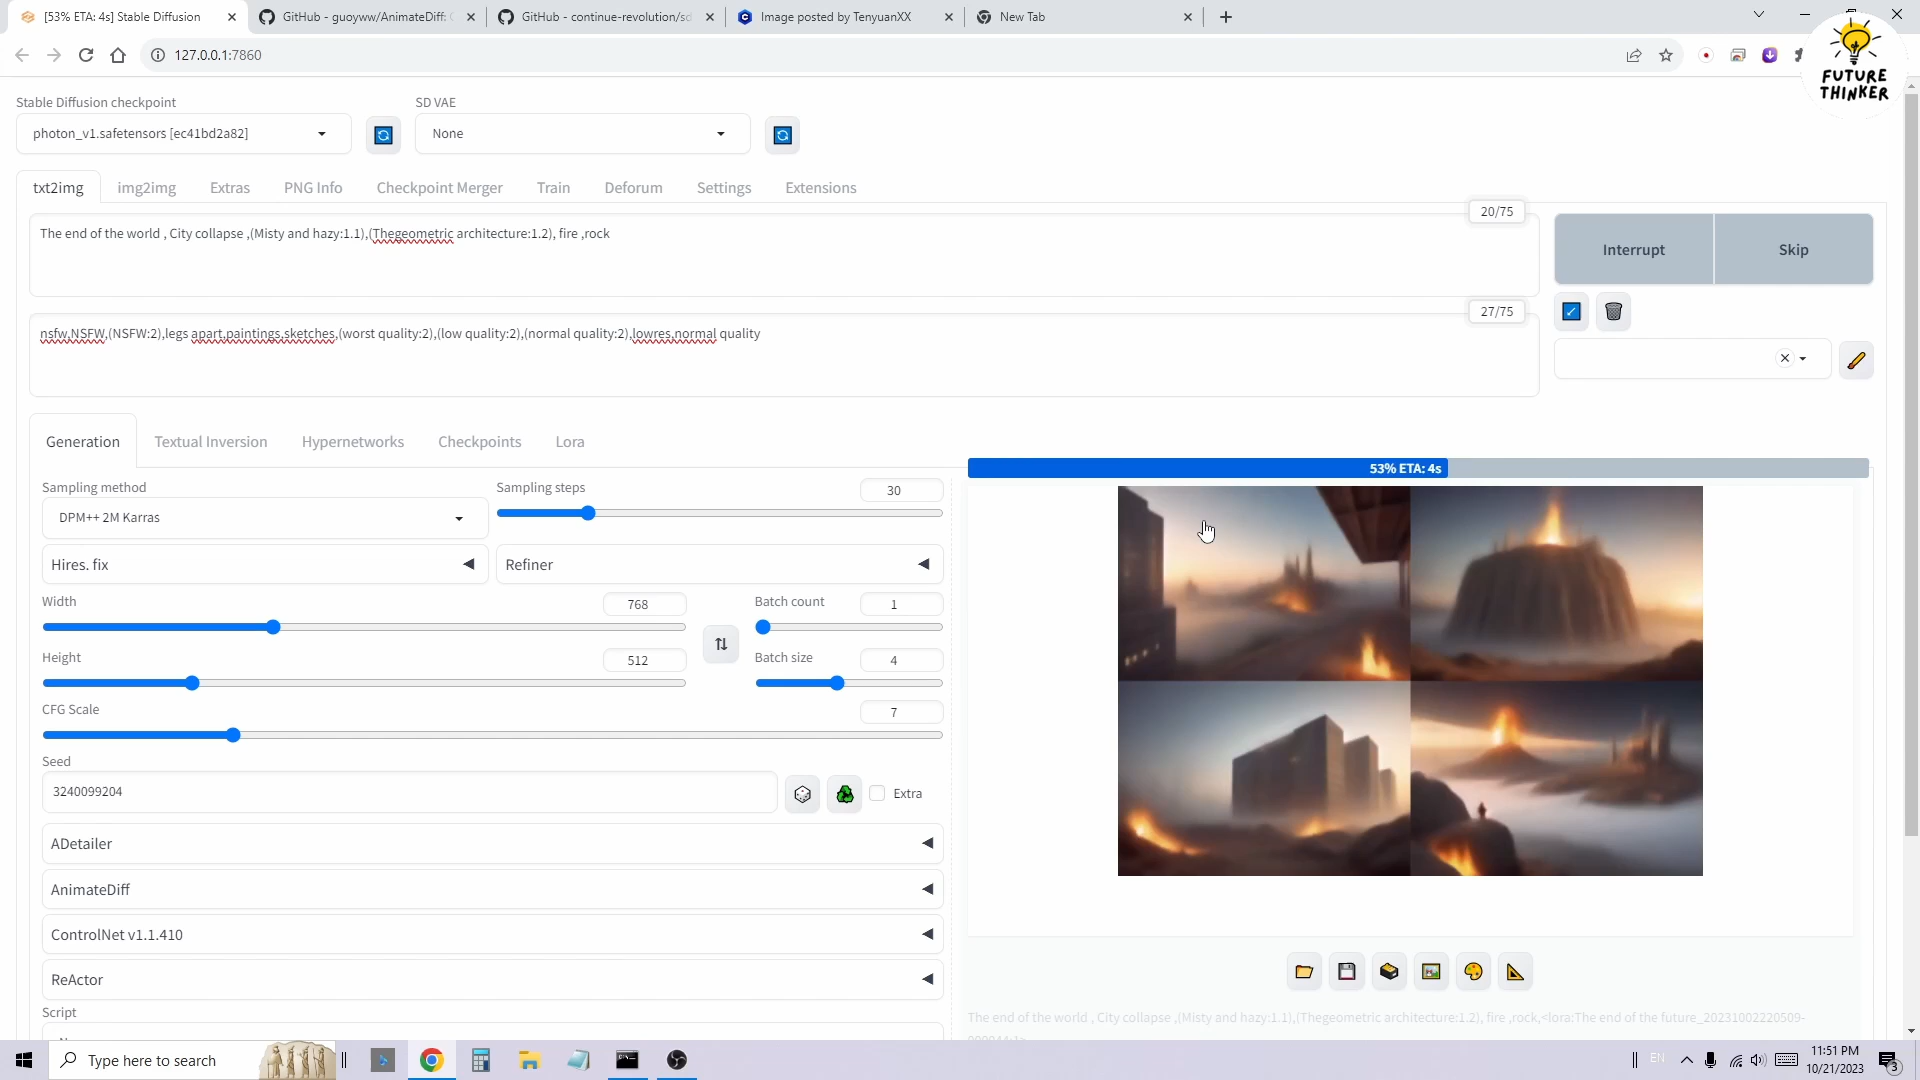 [53% ETA: 4s] Stable Diffusion
GitHub - guoyww/AnimateDiff: O
GitHub - continue-revolution/sd
Image posted by TenyuanXX
New Tab
127.0.0.1:7860
FUTURE
THINKER
Stable Diffusion checkpoint
SD VAE
photon_v1.safetensors [ec41bd2a82]
None
txt2img img2img Extras PNG Info Checkpoint Merger Train Deforum Settings Extensions
20/75
The end of the world , City collapse ,(Misty and hazy:1.1),(Thegeometric architecture:1.2), fire ,rock
Interrupt
Skip
27/75
nsfw,NSFW,(NSFW:2),legs apart,paintings,sketches,(worst quality:2),(low quality:2),(normal quality:2),lowres,normal quality
Generation Textual Inversion Hypernetworks Checkpoints Lora
53% ETA: 4s
Sampling method
Sampling steps
30
DPM++ 2M Karras
Hires. fix
Refiner
Width
768
Batch count
1
Height
512
Batch size
4
CFG Scale
7
Seed
3240099204
Extra
ADetailer
AnimateDiff
ControlNet v1.1.410
ReActor
Script
The end of the world , City collapse ,(Misty and hazy:1.1),(Thegeometric architecture:1.2), fire ,rock,<lora:The end of the future_20231002220509-
Type here to search
EN
11:51 PM
10/21/2023
3